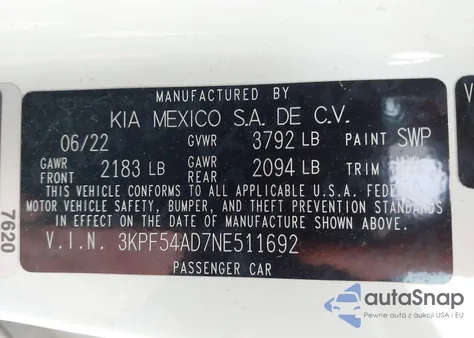 MANUFACTURED BY
KIA MEXICO S.A. DE C.V.
06/22 GVWR 3792 LB PAINT SWP
GAWR FRONT 2183 LB GAWR REAR 2094 LB TRIM
THIS VEHICLE CONFORMS TO ALL APPLICABLE U.S.A. FEDE
MOTOR VEHICLE SAFETY, BUMPER, AND THEFT PREVENTION STANDARDS
IN EFFECT ON THE DATE OF MANUFACTURE SHOWN ABOVE.
V.I.N. 3KPF54AD7NE511692
PASSENGER CAR
7620
V
autoSnap
Pewne auta z aukcji USA i EU